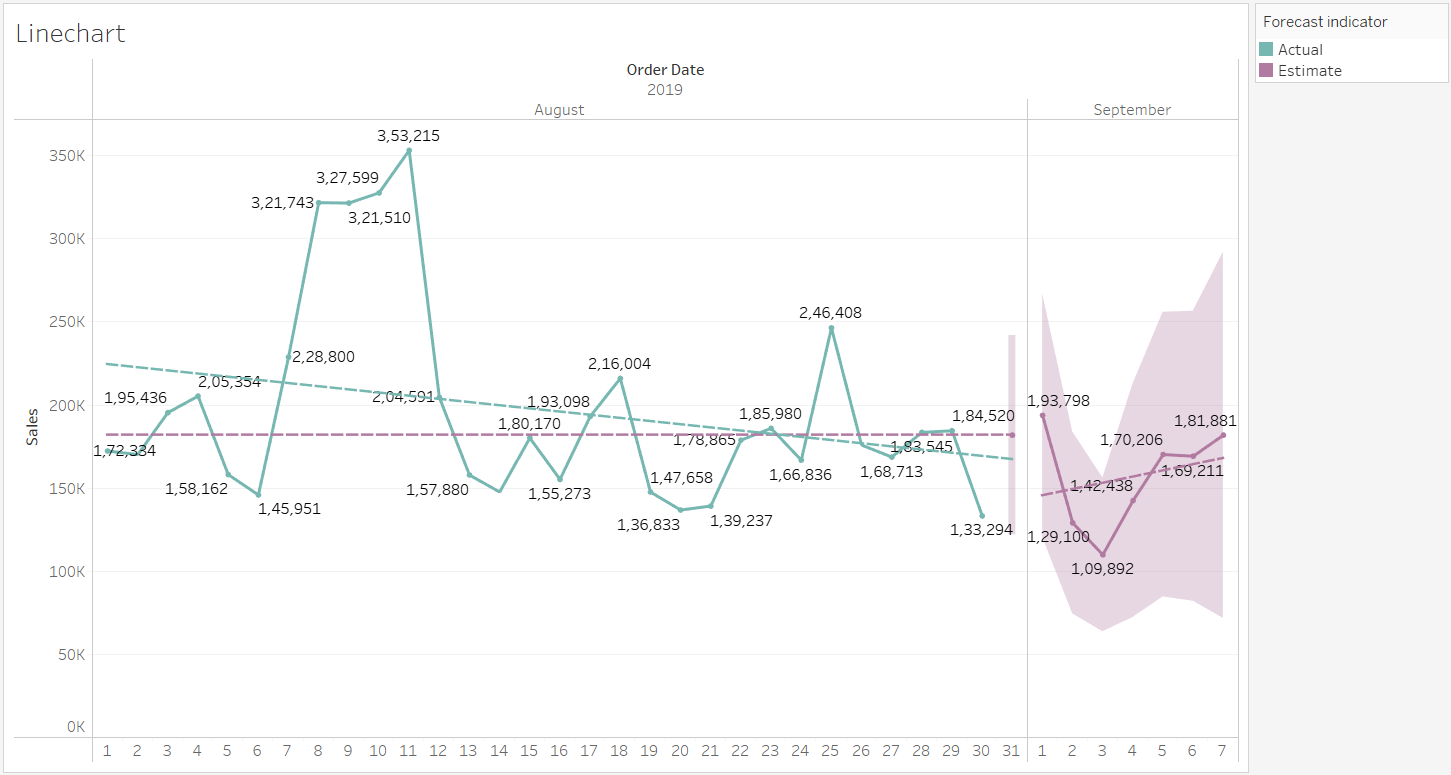 Linechart
Forecast indicator
Actual
Estimate
Order Date
2019
August
September
Sales
350K
300K
250K
200K
150K
100K
50K
0K
1,72,334
1,95,436
2,05,354
1,58,162
1,45,951
2,28,800
3,21,743
3,21,510
3,27,599
3,53,215
2,04,591
1,57,880
1,80,170
1,55,273
1,93,098
2,16,004
1,47,658
1,36,833
1,39,237
1,78,865
1,85,980
1,66,836
2,46,408
1,68,713
1,83,545
1,84,520
1,33,294
1,93,798
1,29,100
1,09,892
1,42,438
1,70,206
1,69,211
1,81,881
1 2 3 4 5 6 7 8 9 10 11 12 13 14 15 16 17 18 19 20 21 22 23 24 25 26 27 28 29 30 31 1 2 3 4 5 6 7